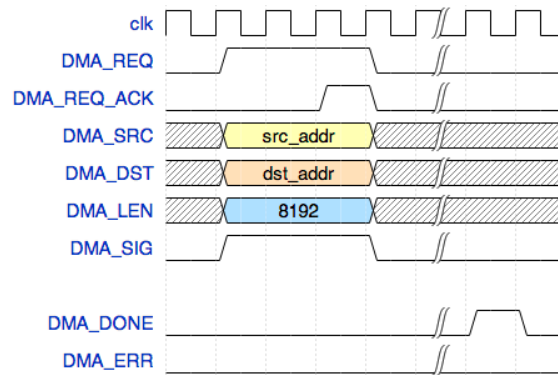 clk
DMA_REQ
DMA_REQ_ACK
DMA_SRC src_addr
DMA_DST dst_addr
DMA_LEN 8192
DMA_SIG
DMA_DONE
DMA_ERR